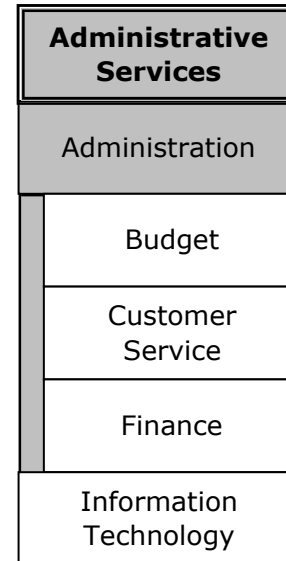 Administrative
Services
Administration
Budget
Customer
Service
Finance
Information
Technology